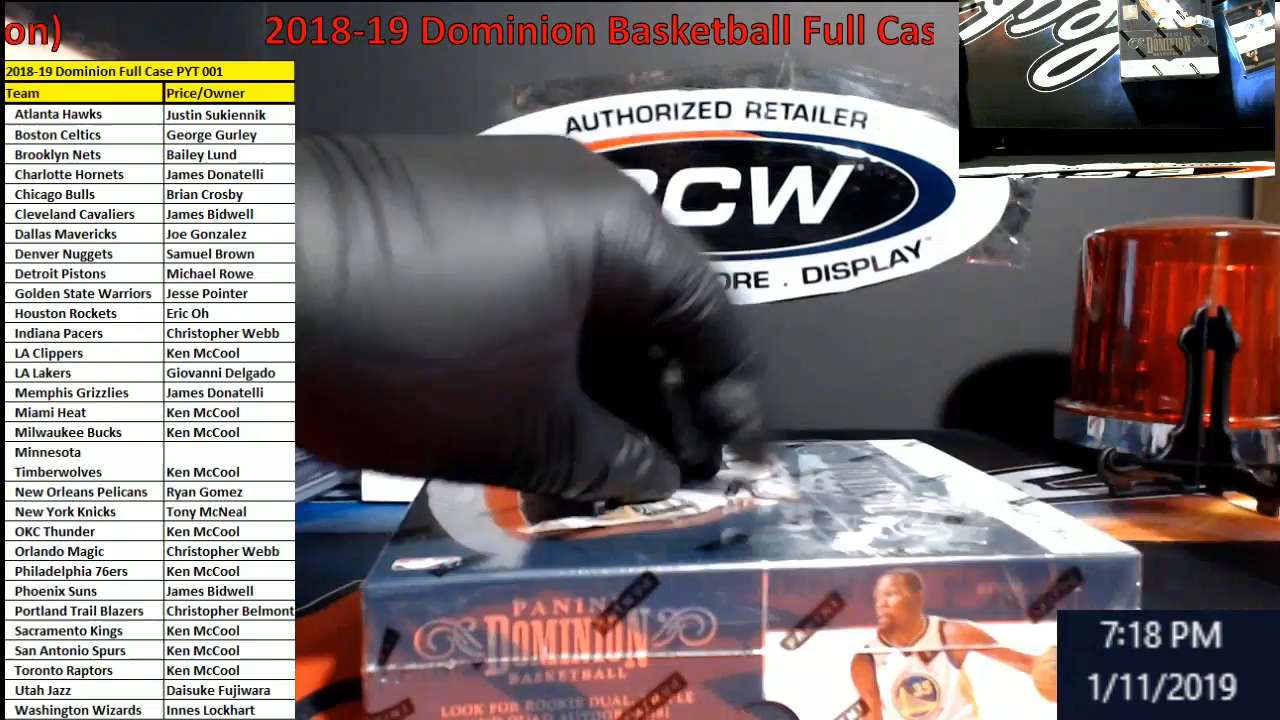 on) 2018-19 Dominion Basketball Full Cas
2018-19 Dominion Full Case PYT 001
Team Price/Owner
Atlanta Hawks Justin Sukiennik
Boston Celtics George Gurley
Brooklyn Nets Bailey Lund
Charlotte Hornets James Donatelli
Chicago Bulls Brian Crosby
Cleveland Cavaliers James Bidwell
Dallas Mavericks Joe Gonzalez
Denver Nuggets Samuel Brown
Detroit Pistons Michael Rowe
Golden State Warriors Jesse Pointer
Houston Rockets Eric Oh
Indiana Pacers Christopher Webb
LA Clippers Ken McCool
LA Lakers Giovanni Delgado
Memphis Grizzlies James Donatelli
Miami Heat Ken McCool
Milwaukee Bucks Ken McCool
Minnesota
Timberwolves Ken McCool
New Orleans Pelicans Ryan Gomez
New York Knicks Tony McNeal
OKC Thunder Ken McCool
Orlando Magic Christopher Webb
Philadelphia 76ers Ken McCool
Phoenix Suns James Bidwell
Portland Trail Blazers Christopher Belmont
Sacramento Kings Ken McCool
San Antonio Spurs Ken McCool
Toronto Raptors Ken McCool
Utah Jazz Daisuke Fujiwara
Washington Wizards Innes Lockhart
AUTHORIZED RETAILER
CW
ORE . DISPLAY
DOMINION
PANINI
DOMINION
BASKETBALL
LOOK FOR ROOKIE DUAL,
35
7:18 PM
1/11/2019